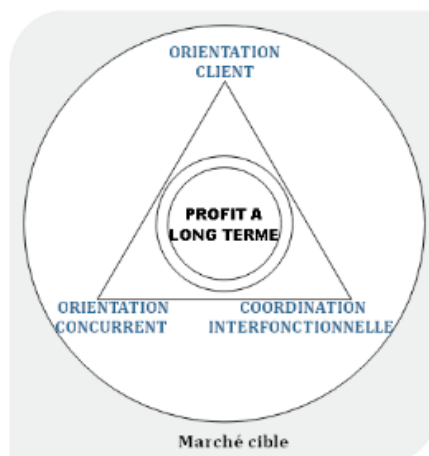 ORIENTATION
CLIENT
PROFIT A
LONG TERME
ORIENTATION
CONCURRENT
COORDINATION
INTERFONCTIONNELLE
Marché cible